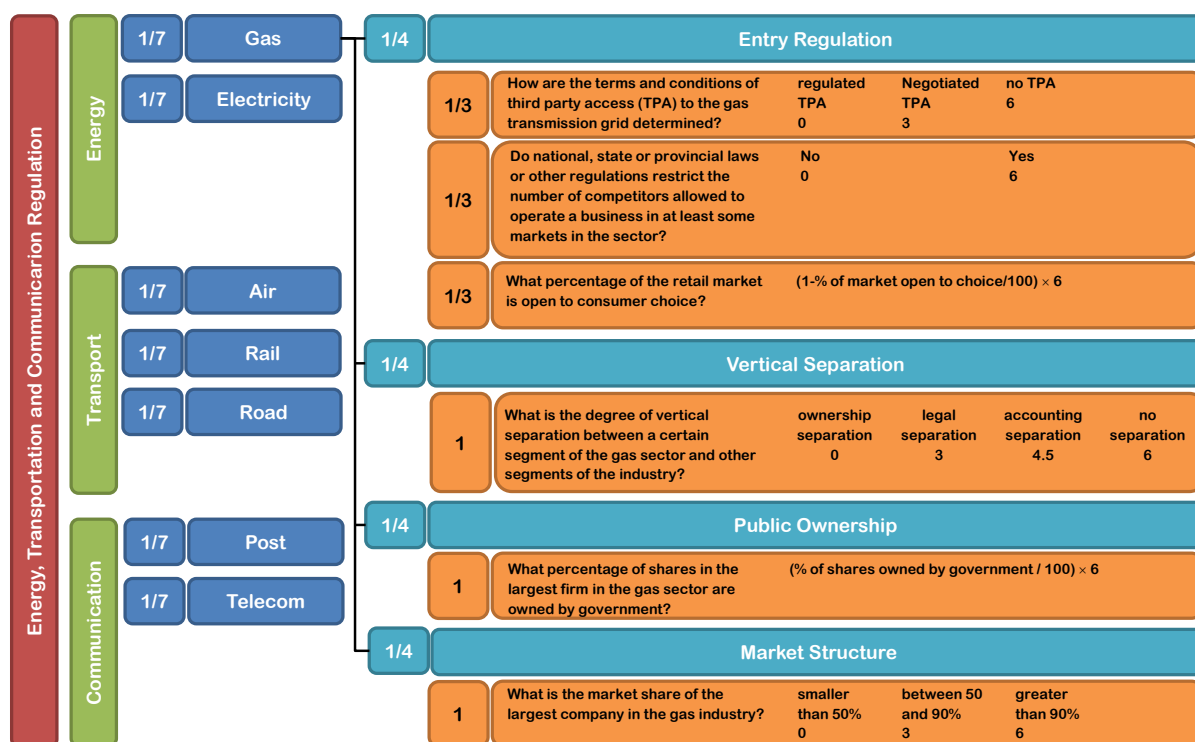 Energy, Transportation and Communicarion Regulation
Energy
1/7 Gas
1/7 Electricity
Transport
1/7 Air
1/7 Rail
1/7 Road
Communication
1/7 Post
1/7 Telecom
1/4 Entry Regulation
1/3
How are the terms and conditions of
third party access (TPA) to the gas
transmission grid determined?
regulated
TPA
0
Negotiated
TPA
3
no TPA
6
1/3
Do national, state or provincial laws
or other regulations restrict the
number of competitors allowed to
operate a business in at least some
markets in the sector?
No
0
Yes
6
1/3
What percentage of the retail market
is open to consumer choice?
(1-% of market open to choice/100) × 6
1/4 Vertical Separation
1
What is the degree of vertical
separation between a certain
segment of the gas sector and other
segments of the industry?
ownership
separation
0
legal
separation
3
accounting
separation
4.5
no
separation
6
1/4 Public Ownership
1
What percentage of shares in the
largest firm in the gas sector are
owned by government?
(% of shares owned by government / 100) × 6
1/4 Market Structure
1
What is the market share of the
largest company in the gas industry?
smaller
than 50%
0
between 50
and 90%
3
greater
than 90%
6